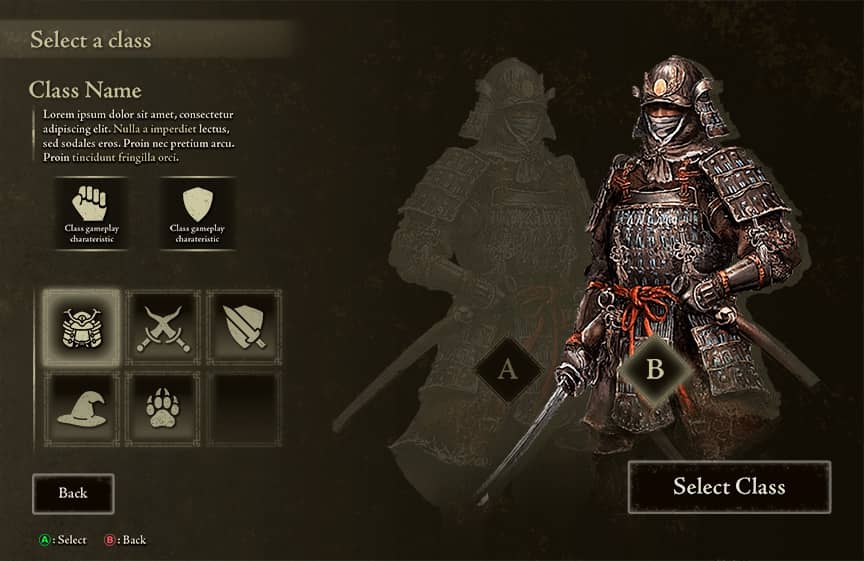 Select a class
Class Name
Lorem ipsum dolor sit amet, consectetur
adipiscing elit. Nulla a imperdiet lectus,
sed sodales eros. Proin nec pretium arcu.
Proin tincidunt fringilla orci.
Class gameplay
charateristic
Class gameplay
charateristic
A
B
Back
Select Class
A : Select
B : Back